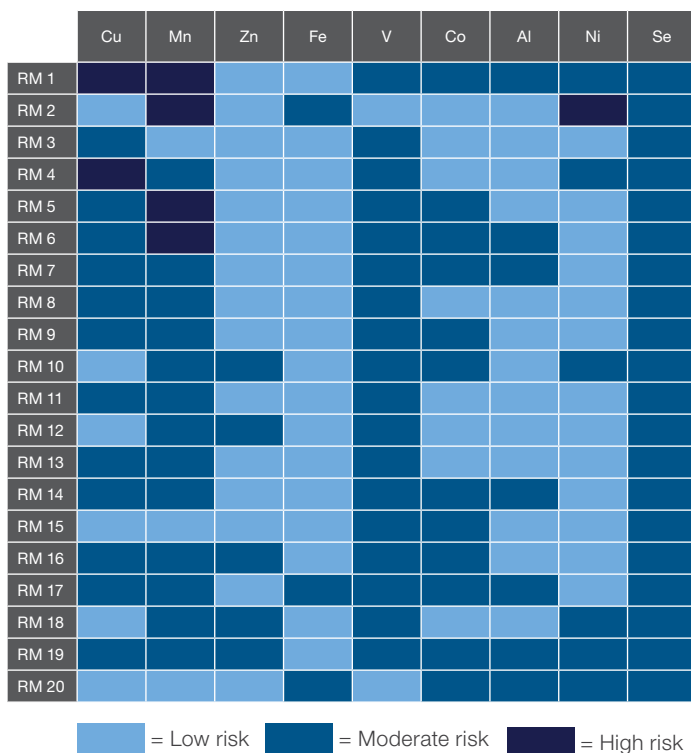 Cu Mn Zn Fe V Co Al Ni Se
RM 1
RM 2
RM 3
RM 4
RM 5
RM 6
RM 7
RM 8
RM 9
RM 10
RM 11
RM 12
RM 13
RM 14
RM 15
RM 16
RM 17
RM 18
RM 19
RM 20
= Low risk = Moderate risk = High risk